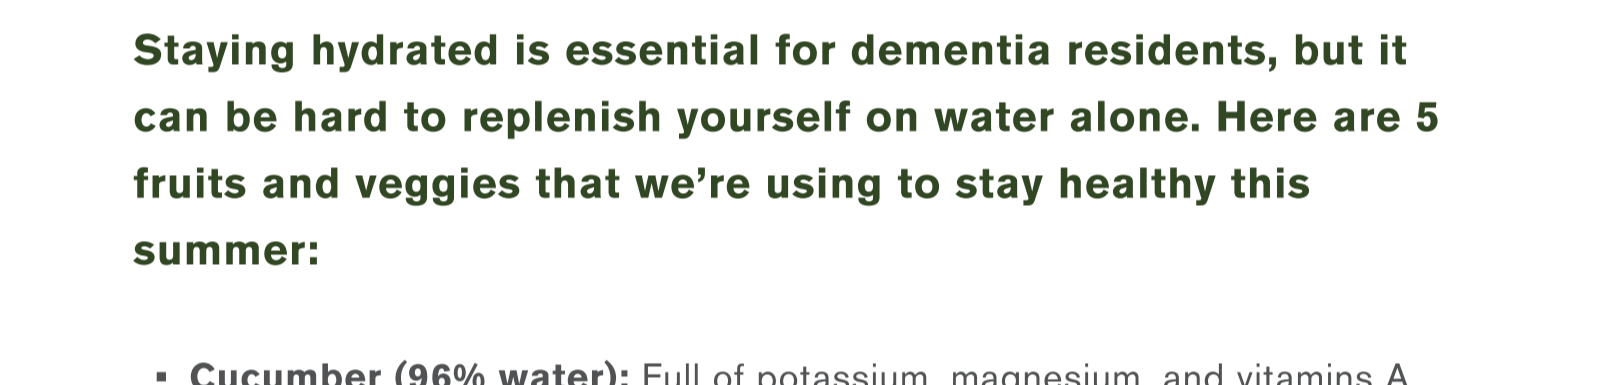 Staying hydrated is essential for dementia residents, but it
can be hard to replenish yourself on water alone. Here are 5
fruits and veggies that we’re using to stay healthy this
summer:
▪ Cucumber (96% water): Full of potassium, magnesium, and vitamins A